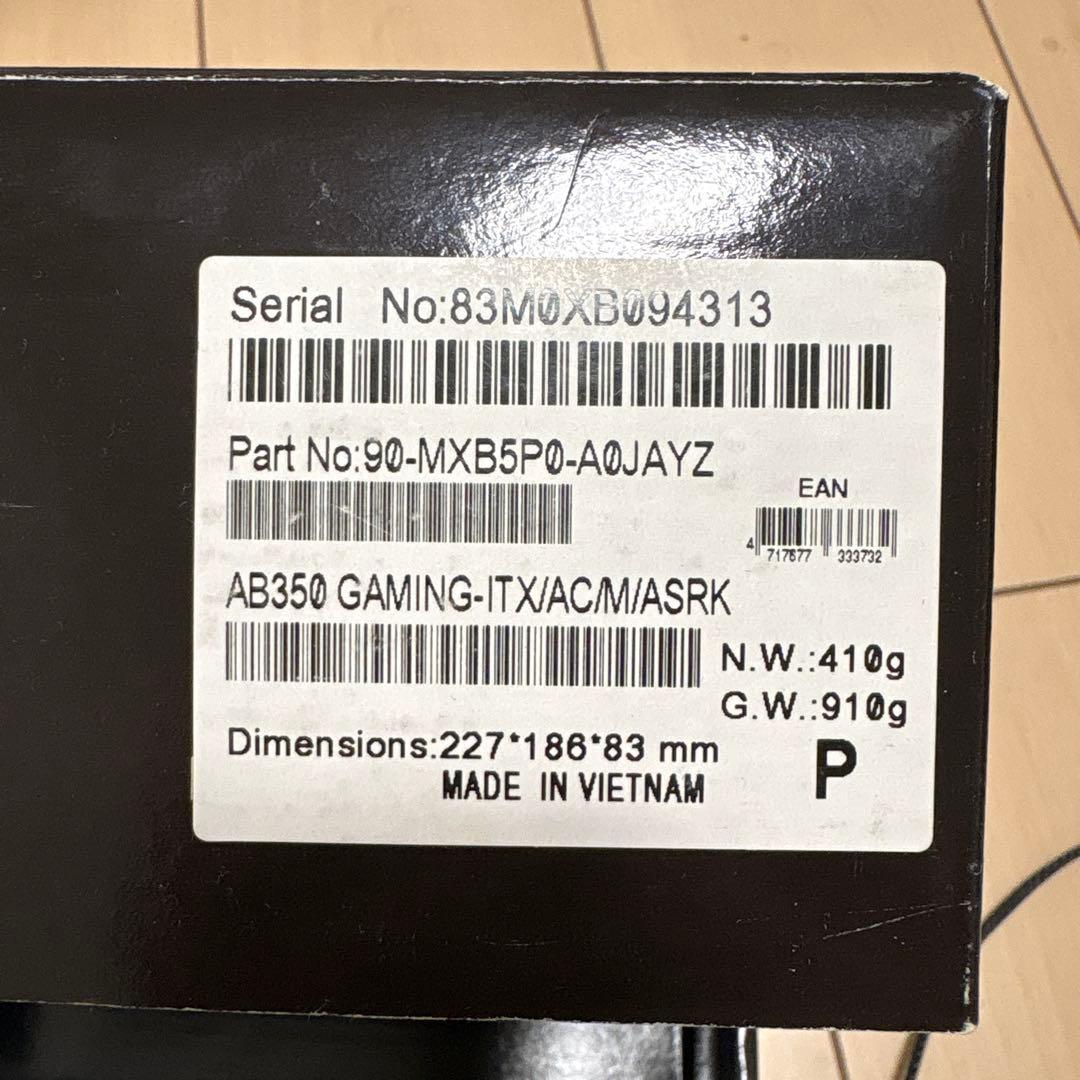 Serial No:83M0XB094313
Part No:90-MXB5P0-A0JAYZ
EAN
4 717677 333732
AB350 GAMING-ITX/AC/M/ASRK
N.W.:410g
G.W.:910g
Dimensions:227*186*83 mm
MADE IN VIETNAM
P